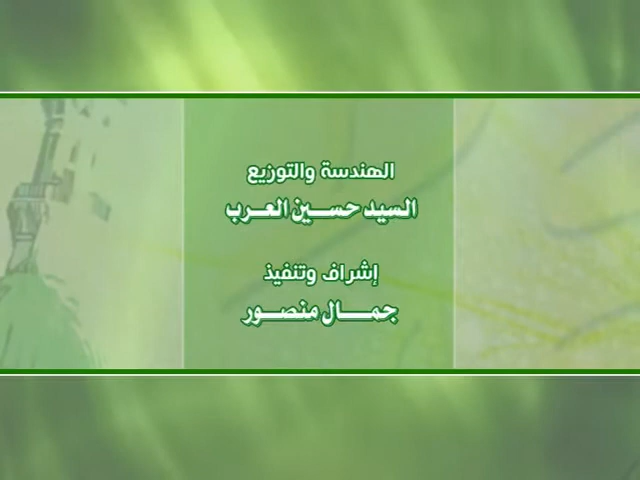 الهندسة والتوزيع
السيد حسين العرب
إشراف وتنفيذ
جمال منصور